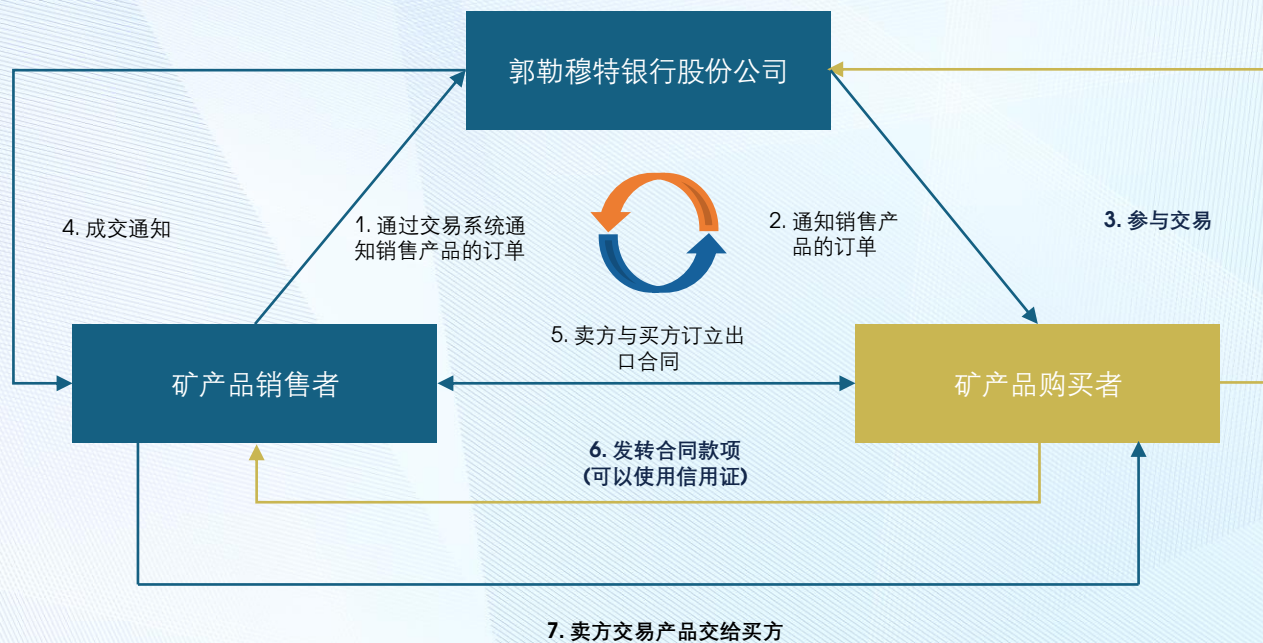 郭勒穆特银行股份公司
4. 成交通知
1. 通过交易系统通
知销售产品的订单
2. 通知销售产
品的订单
3. 参与交易
5. 卖方与买方订立出
口合同
矿产品销售者
矿产品购买者
6. 发转合同款项
(可以使用信用证)
7. 卖方交易产品交给买方